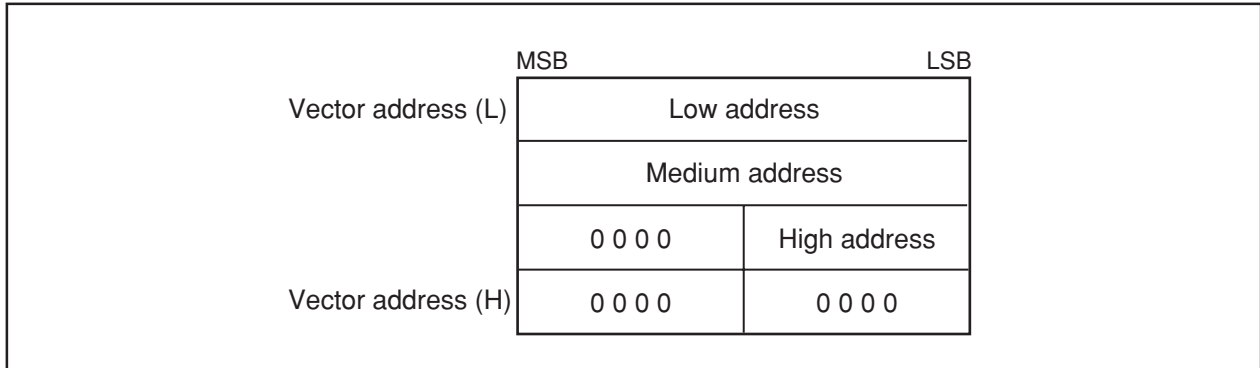 MSB LSB
Vector address (L) Low address
Medium address
0 0 0 0 High address
Vector address (H) 0 0 0 0 0 0 0 0